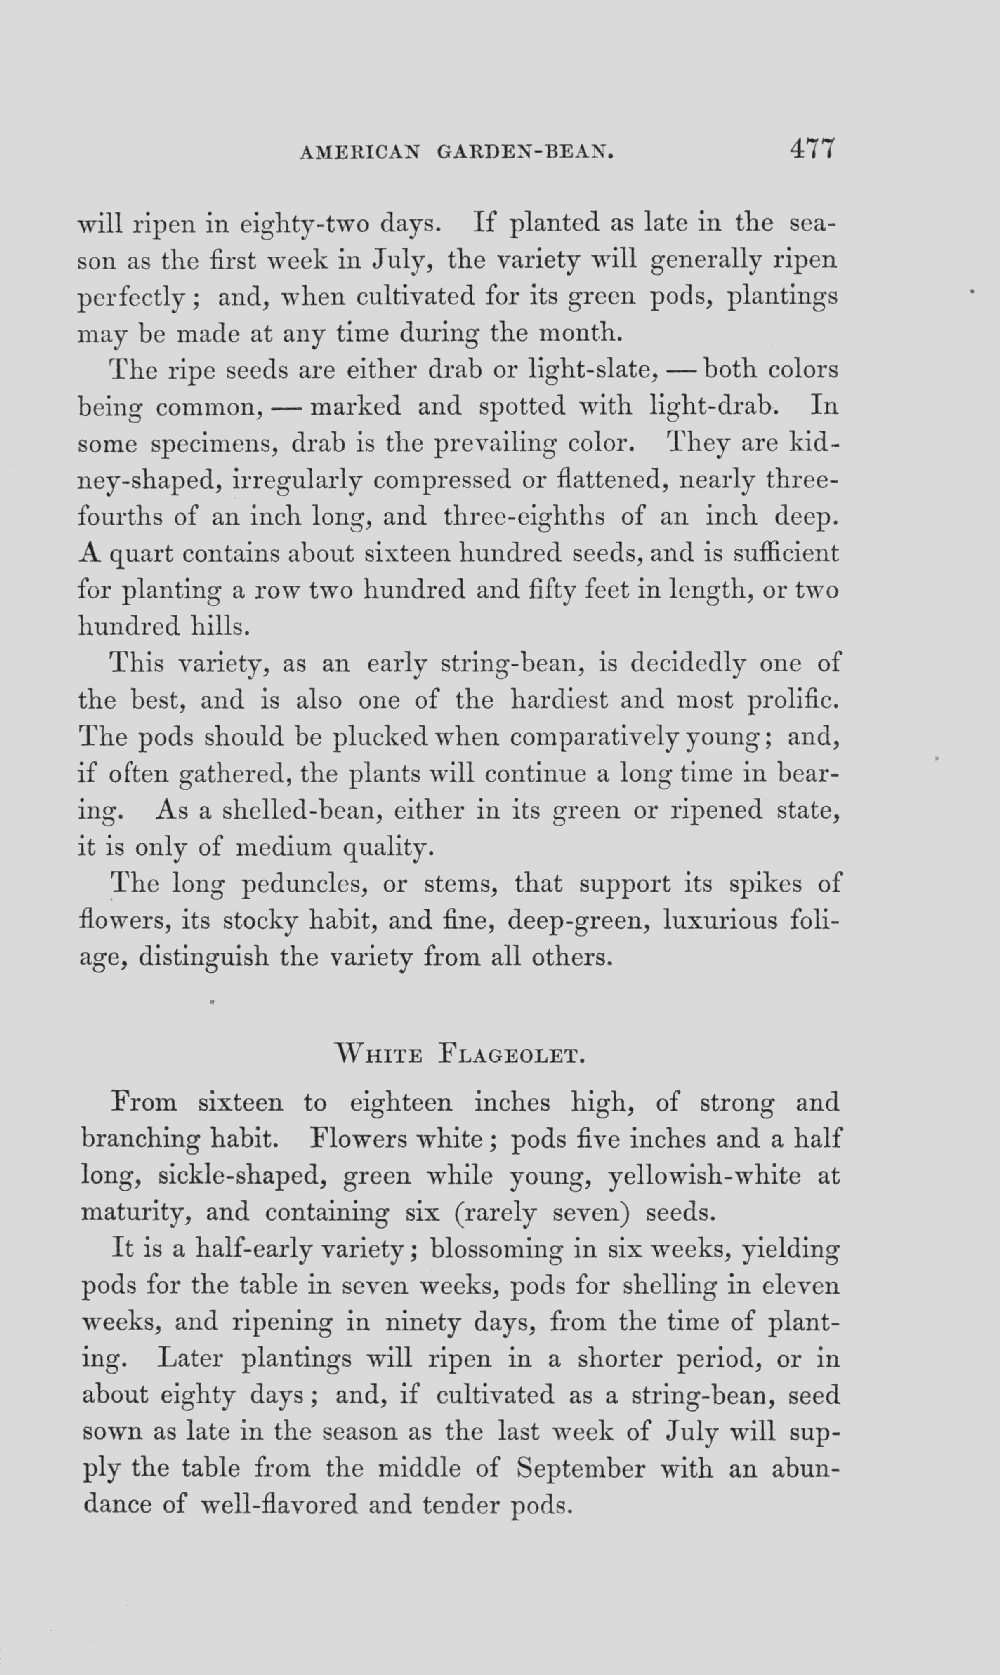 AMERICAN GARDEN-BEAN. 477
will ripen in eighty-two days. If planted as late in the sea-
son as the first week in July, the variety will generally ripen
perfectly; and, when cultivated for its green pods, plantings
may be made at any time during the month.
The ripe seeds are either drab or light-slate, — both colors
being common, — marked and spotted with light-drab. In
some specimens, drab is the prevailing color. They are kid-
ney-shaped, irregularly compressed or flattened, nearly three-
fourths of an inch long, and three-eighths of an inch deep.
A quart contains about sixteen hundred seeds, and is sufficient
for planting a row two hundred and fifty feet in length, or two
hundred hills.
This variety, as an early string-bean, is decidedly one of
the best, and is also one of the hardiest and most prolific.
The pods should be plucked when comparatively young; and,
if often gathered, the plants will continue a long time in bear-
ing. As a shelled-bean, either in its green or ripened state,
it is only of medium quality.
The long peduncles, or stems, that support its spikes of
flowers, its stocky habit, and fine, deep-green, luxurious foli-
age, distinguish the variety from all others.
WHITE FLAGEOLET.
From sixteen to eighteen inches high, of strong and
branching habit. Flowers white; pods five inches and a half
long, sickle-shaped, green while young, yellowish-white at
maturity, and containing six (rarely seven) seeds.
It is a half-early variety; blossoming in six weeks, yielding
pods for the table in seven weeks, pods for shelling in eleven
weeks, and ripening in ninety days, from the time of plant-
ing. Later plantings will ripen in a shorter period, or in
about eighty days; and, if cultivated as a string-bean, seed
sown as late in the season as the last week of July will sup-
ply the table from the middle of September with an abun-
dance of well-flavored and tender pods.